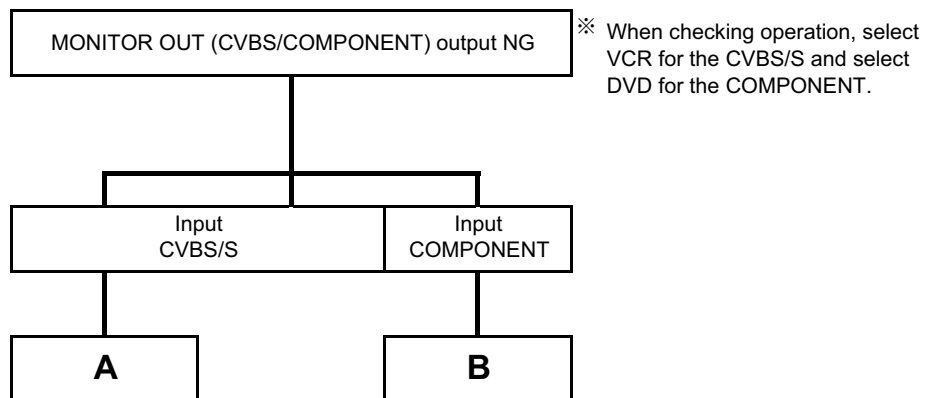 MONITOR OUT (CVBS/COMPONENT) output NG
※ When checking operation, select
VCR for the CVBS/S and select
DVD for the COMPONENT.
Input
CVBS/S
Input
COMPONENT
A
B